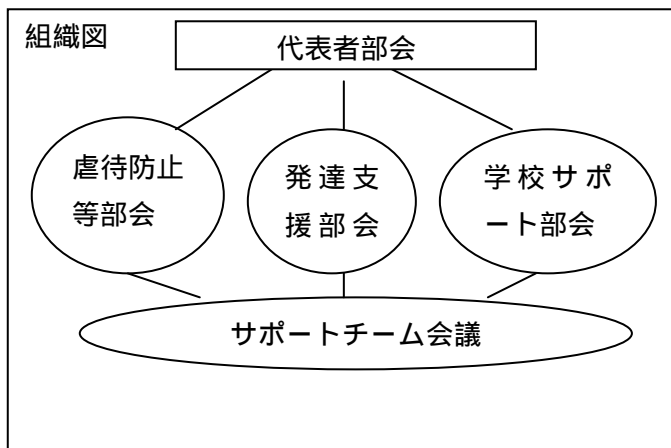 組織図
代表者部会
虐待防止
等部会
発達支
援部会
学校サポ
ート部会
サポートチーム会議